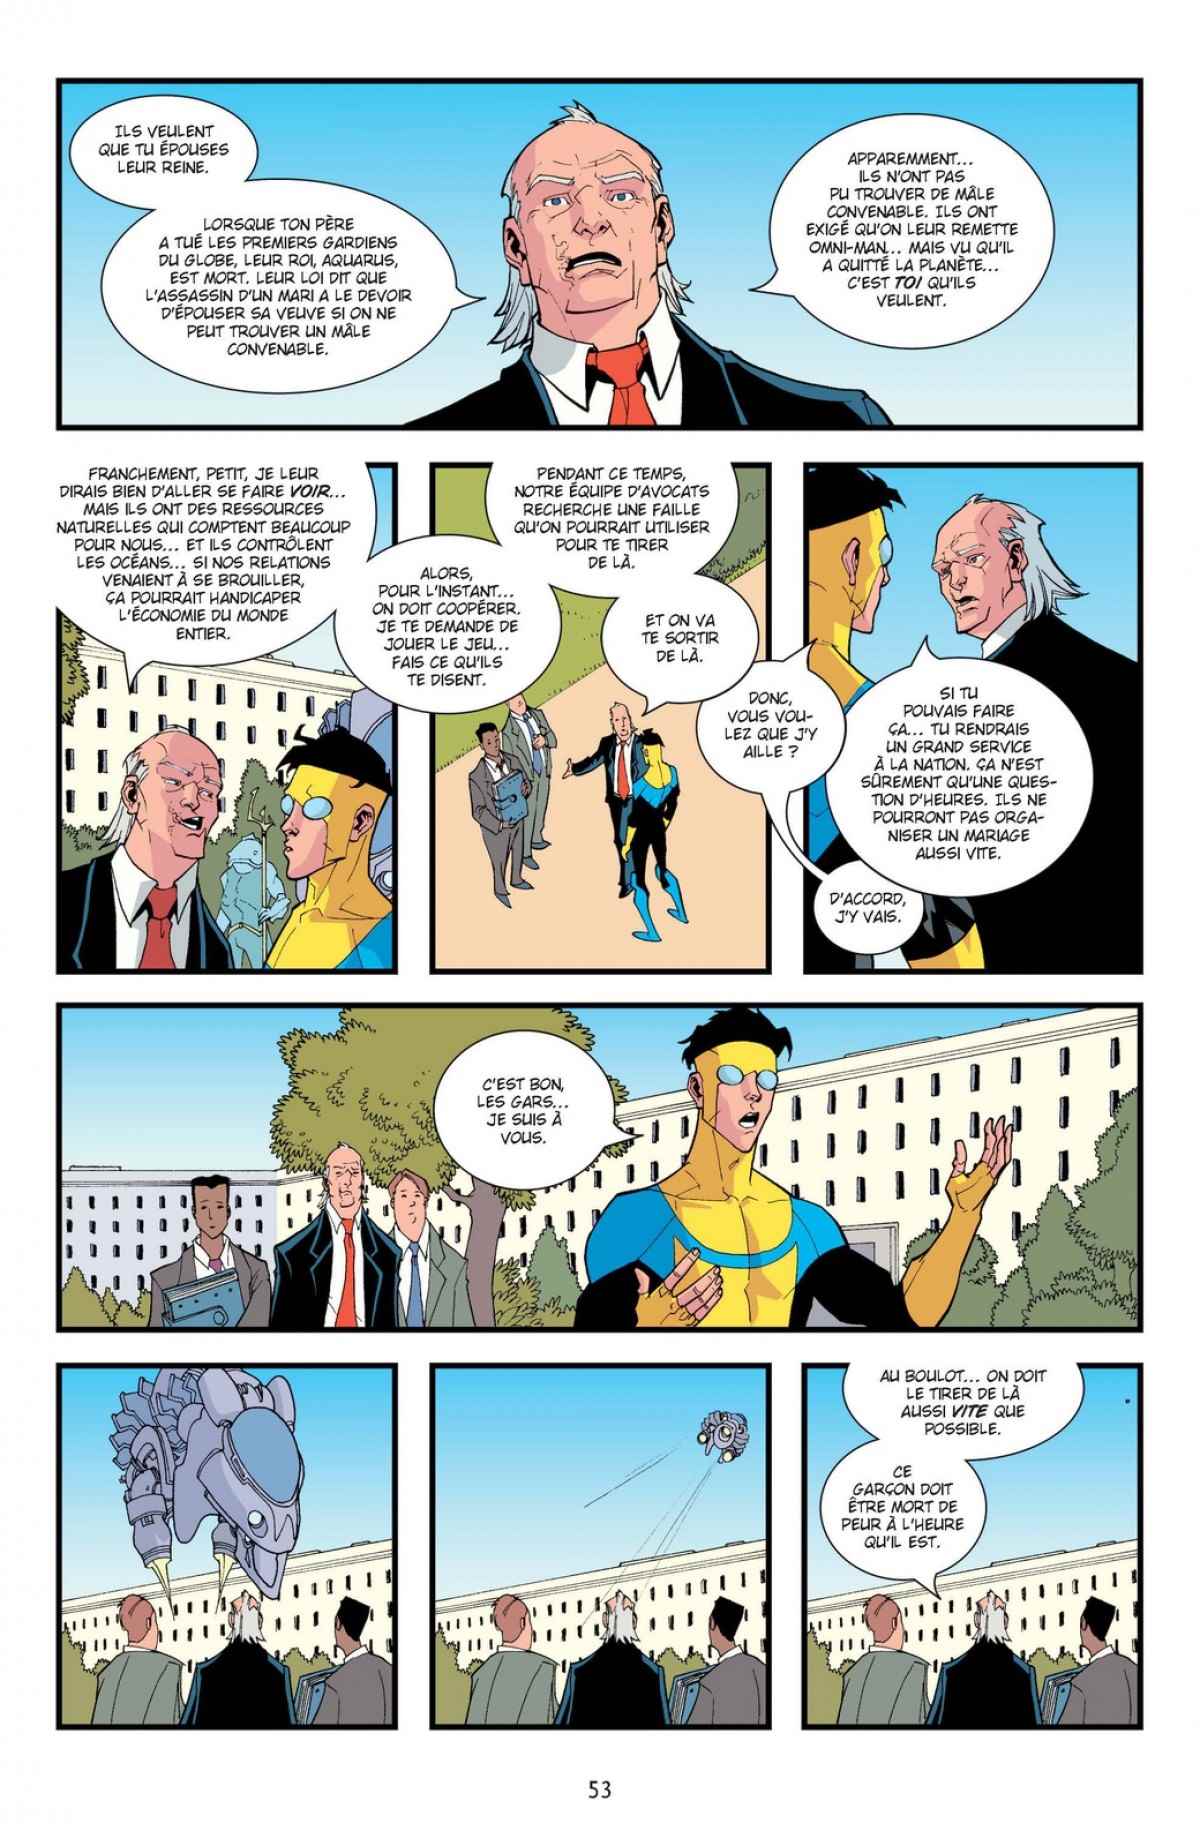 ILS VEULENT
QUE TU ÉPOUSES
LEUR REINE.
LORSQUE TON PÈRE
A TUÉ LES PREMIERS GARDIENS
DU GLOBE, LEUR ROI, AQUARUS,
EST MORT. LEUR LOI DIT QUE
L'ASSASSIN D'UN MARI A LE DEVOIR
D'ÉPOUSER SA VEUVE SI ON NE
PEUT TROUVER UN MÂLE
CONVENABLE.
APPAREMMENT...
ILS N'ONT PAS
PU TROUVER DE MÂLE
CONVENABLE. ILS ONT
EXIGÉ QU'ON LEUR REMETTE
OMNI-MAN... MAIS VU QU'IL
A QUITTÉ LA PLANÈTE...
C'EST TOI QU'ILS
VEULENT.
FRANCHEMENT, PETIT, JE LEUR
DIRAIS BIEN D'ALLER SE FAIRE VOIR...
MAIS ILS ONT DES RESSOURCES
NATURELLES QUI COMPTENT BEAUCOUP
POUR NOUS... ET ILS CONTRÔLENT
LES OCÉANS... SI NOS RELATIONS
VENAIENT À SE BROUILLER,
ÇA POURRAIT HANDICAPER
L'ÉCONOMIE DU MONDE
ENTIER.
ALORS,
POUR L'INSTANT...
ON DOIT COOPÉRER.
JE TE DEMANDE DE
JOUER LE JEU...
FAIS CE QU'ILS
TE DISENT.
PENDANT CE TEMPS,
NOTRE ÉQUIPE D'AVOCATS
RECHERCHE UNE FAILLE
QU'ON POURRAIT UTILISER
POUR TE TIRER
DE LÀ.
ET ON VA
TE SORTIR
DE LÀ.
DONC,
VOUS VOU-
LEZ QUE J'Y
AILLE ?
SI TU
POUVAIS FAIRE
ÇA... TU RENDRAIS
UN GRAND SERVICE
À LA NATION. ÇA N'EST
SÛREMENT QU'UNE QUES-
TION D'HEURES. ILS NE
POURRONT PAS ORGA-
NISER UN MARIAGE
AUSSI VITE.
D'ACCORD,
J'Y VAIS.
C'EST BON,
LES GARS...
JE SUIS À
VOUS.
AU BOULOT... ON DOIT
LE TIRER DE LÀ
AUSSI VITE QUE
POSSIBLE.
CE
GARÇON DOIT
ÊTRE MORT DE
PEUR À L'HEURE
QU'IL EST.
53